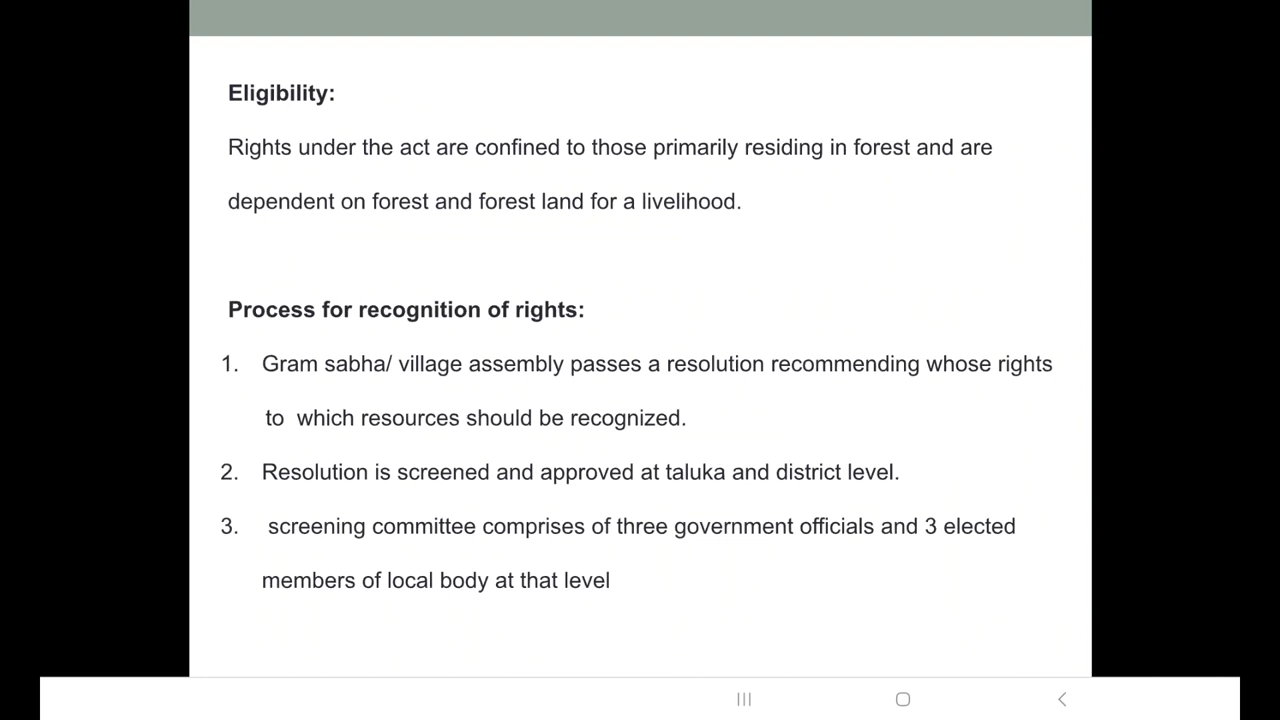 Eligibility:
Rights under the act are confined to those primarily residing in forest and are
dependent on forest and forest land for a livelihood.
Process for recognition of rights:
1. Gram sabha/ village assembly passes a resolution recommending whose rights
to which resources should be recognized.
2. Resolution is screened and approved at taluka and district level.
3. screening committee comprises of three government officials and 3 elected
members of local body at that level